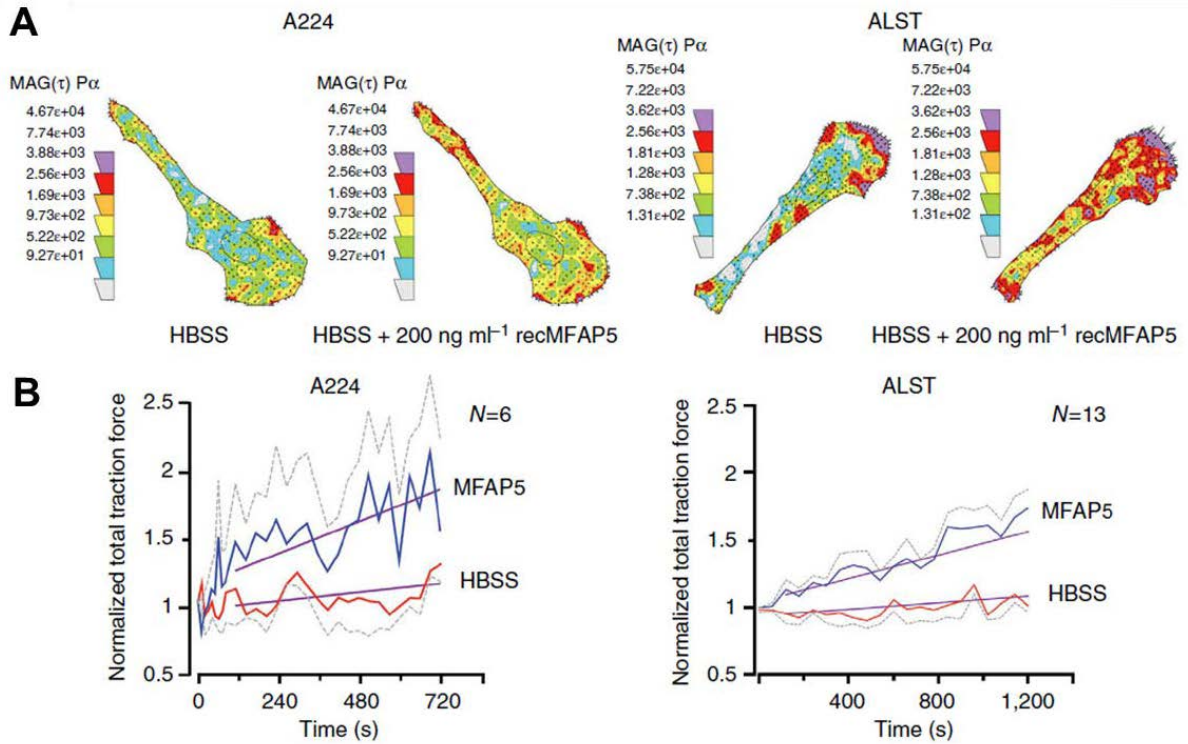 A
A224
ALST
MAG(τ) Pα
4.67ε+04
7.74ε+03
3.88ε+03
2.56ε+03
1.69ε+03
9.73ε+02
5.22ε+02
9.27ε+01
MAG(τ) Pα
4.67ε+04
7.74ε+03
3.88ε+03
2.56ε+03
1.69ε+03
9.73ε+02
5.22ε+02
9.27ε+01
MAG(τ) Pα
5.75ε+04
7.22ε+03
3.62ε+03
2.56ε+03
1.81ε+03
1.28ε+03
7.38ε+02
1.31ε+02
MAG(τ) Pα
5.75ε+04
7.22ε+03
3.62ε+03
2.56ε+03
1.81ε+03
1.28ε+03
7.38ε+02
1.31ε+02
HBSS
HBSS + 200 ng ml⁻¹ recMFAP5
HBSS
HBSS + 200 ng ml⁻¹ recMFAP5
B
A224
N=6
Normalized total traction force
2.5
2
1.5
1
0.5
MFAP5
HBSS
0 240 480 720
Time (s)
ALST
N=13
Normalized total traction force
2.5
2
1.5
1
0.5
MFAP5
HBSS
400 800 1,200
Time (s)